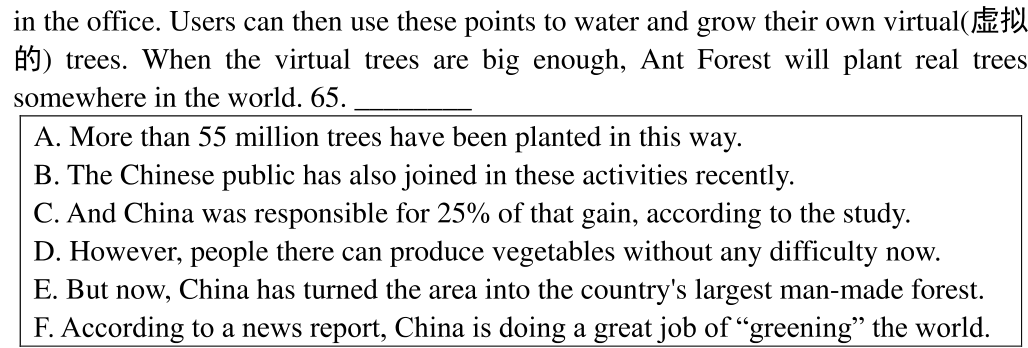 in the office. Users can then use these points to water and grow their own virtual(虚拟
的) trees. When the virtual trees are big enough, Ant Forest will plant real trees
somewhere in the world. 65. ________
A. More than 55 million trees have been planted in this way.
B. The Chinese public has also joined in these activities recently.
C. And China was responsible for 25% of that gain, according to the study.
D. However, people there can produce vegetables without any difficulty now.
E. But now, China has turned the area into the country's largest man-made forest.
F. According to a news report, China is doing a great job of “greening” the world.